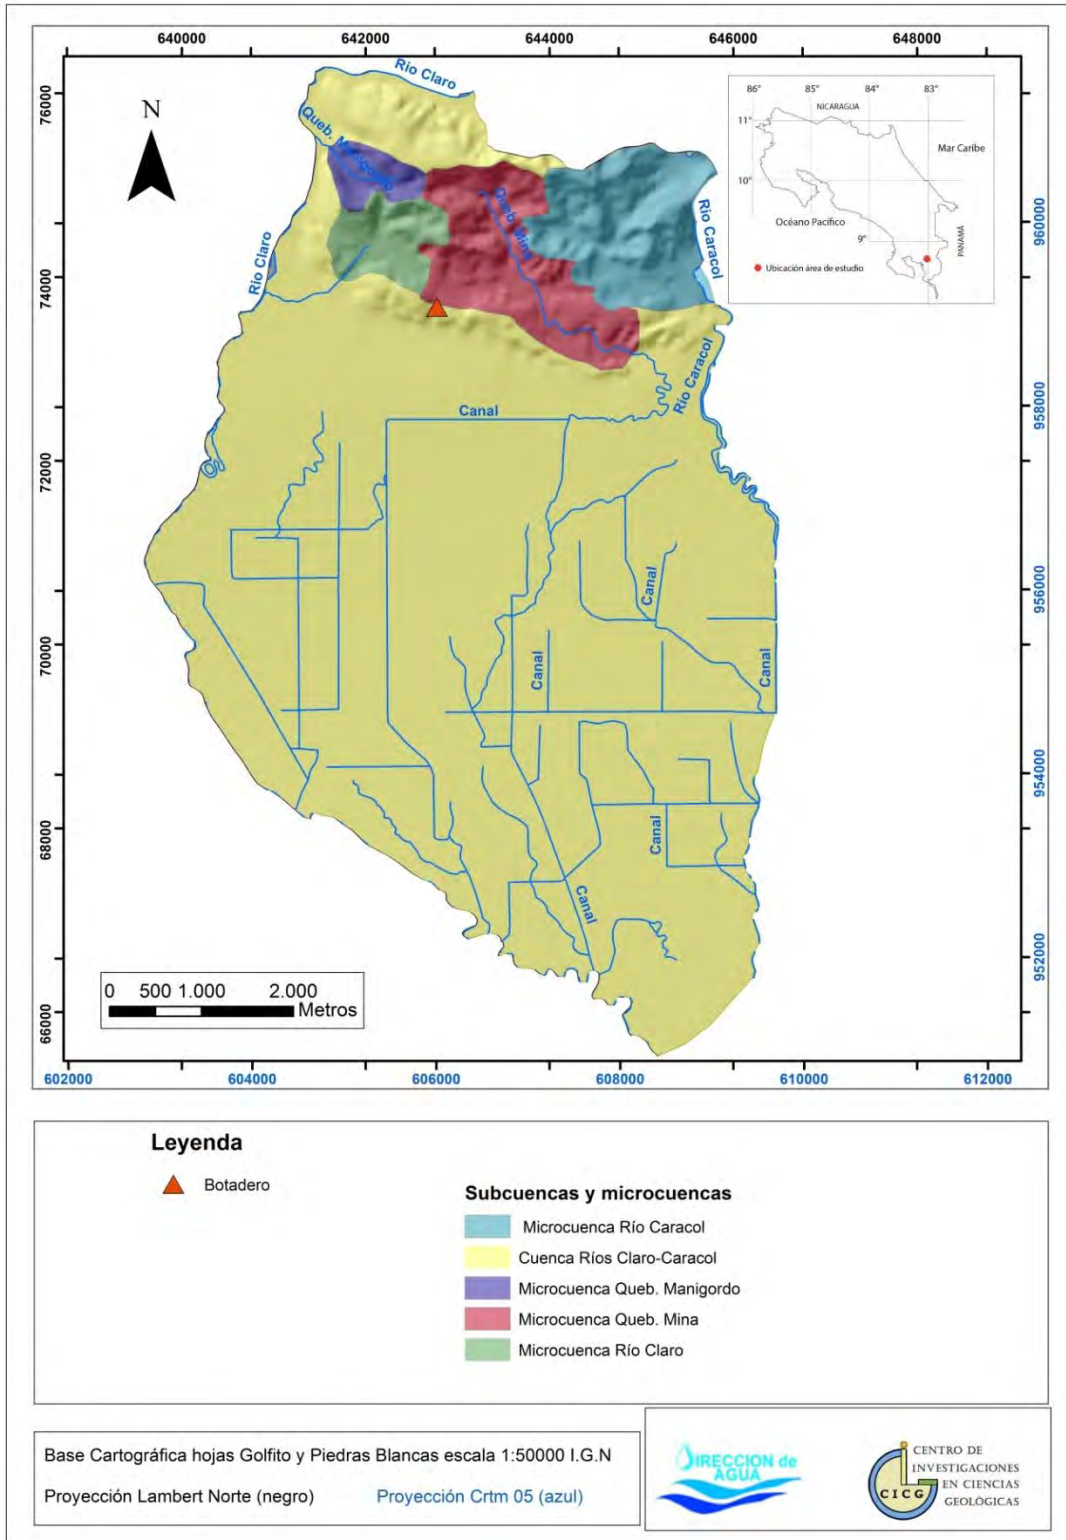 640000 642000 644000 646000 648000
76000
74000
72000
70000
68000
66000
960000
958000
956000
954000
952000
602000 604000 606000 608000 610000 612000
N
Río Claro
Queb. Manigordo
Río Claro
Queb. Mina
Río Caracol
Río Caracol
Canal
Canal
Canal
Canal
Canal
Canal
86° 85° 84° 83°
NICARAGUA
11°
Mar Caribe
10°
Océano Pacífico
9°
PANAMÁ
Ubicación área de estudio
0 500 1.000 2.000
Metros
Leyenda
Botadero
Subcuencas y microcuencas
Microcuenca Río Caracol
Cuenca Ríos Claro-Caracol
Microcuenca Queb. Manigordo
Microcuenca Queb. Mina
Microcuenca Río Claro
Base Cartográfica hojas Golfito y Piedras Blancas escala 1:50000 I.G.N
Proyección Lambert Norte (negro) Proyección Crtm 05 (azul)
DIRECCION de
AGUA
CICG
CENTRO DE
INVESTIGACIONES
EN CIENCIAS
GEOLÓGICAS